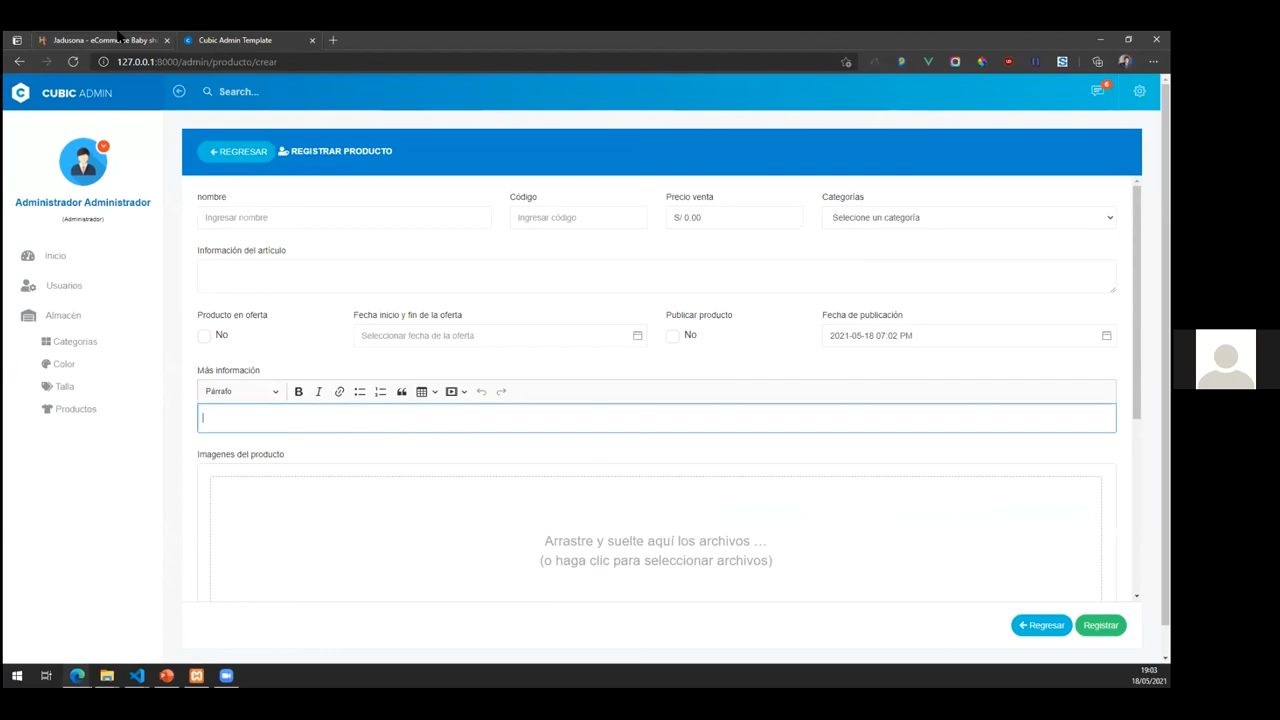 Jadusona - eCommerce Baby sh
Cubic Admin Template
127.0.0.1:8000/admin/producto/crear
CUBIC ADMIN
Search...
6
Administrador Administrador
(Administrador)
Inicio
Usuarios
Almacén
Categorias
Color
Talla
Productos
REGRESAR
REGISTRAR PRODUCTO
nombre
Código
Precio venta
Categorías
Ingresar nombre
Ingresar código
S/ 0.00
Selecione un categoría
Información del artículo
Producto en oferta
Fecha inicio y fin de la oferta
Publicar producto
Fecha de publicación
No
Seleccionar fecha de la oferta
No
2021-05-18 07:02 PM
Más información
Párrafo
B I
Imagenes del producto
Arrastre y suelte aquí los archivos …
(o haga clic para seleccionar archivos)
Regresar
Registrar
19:03
18/05/2021